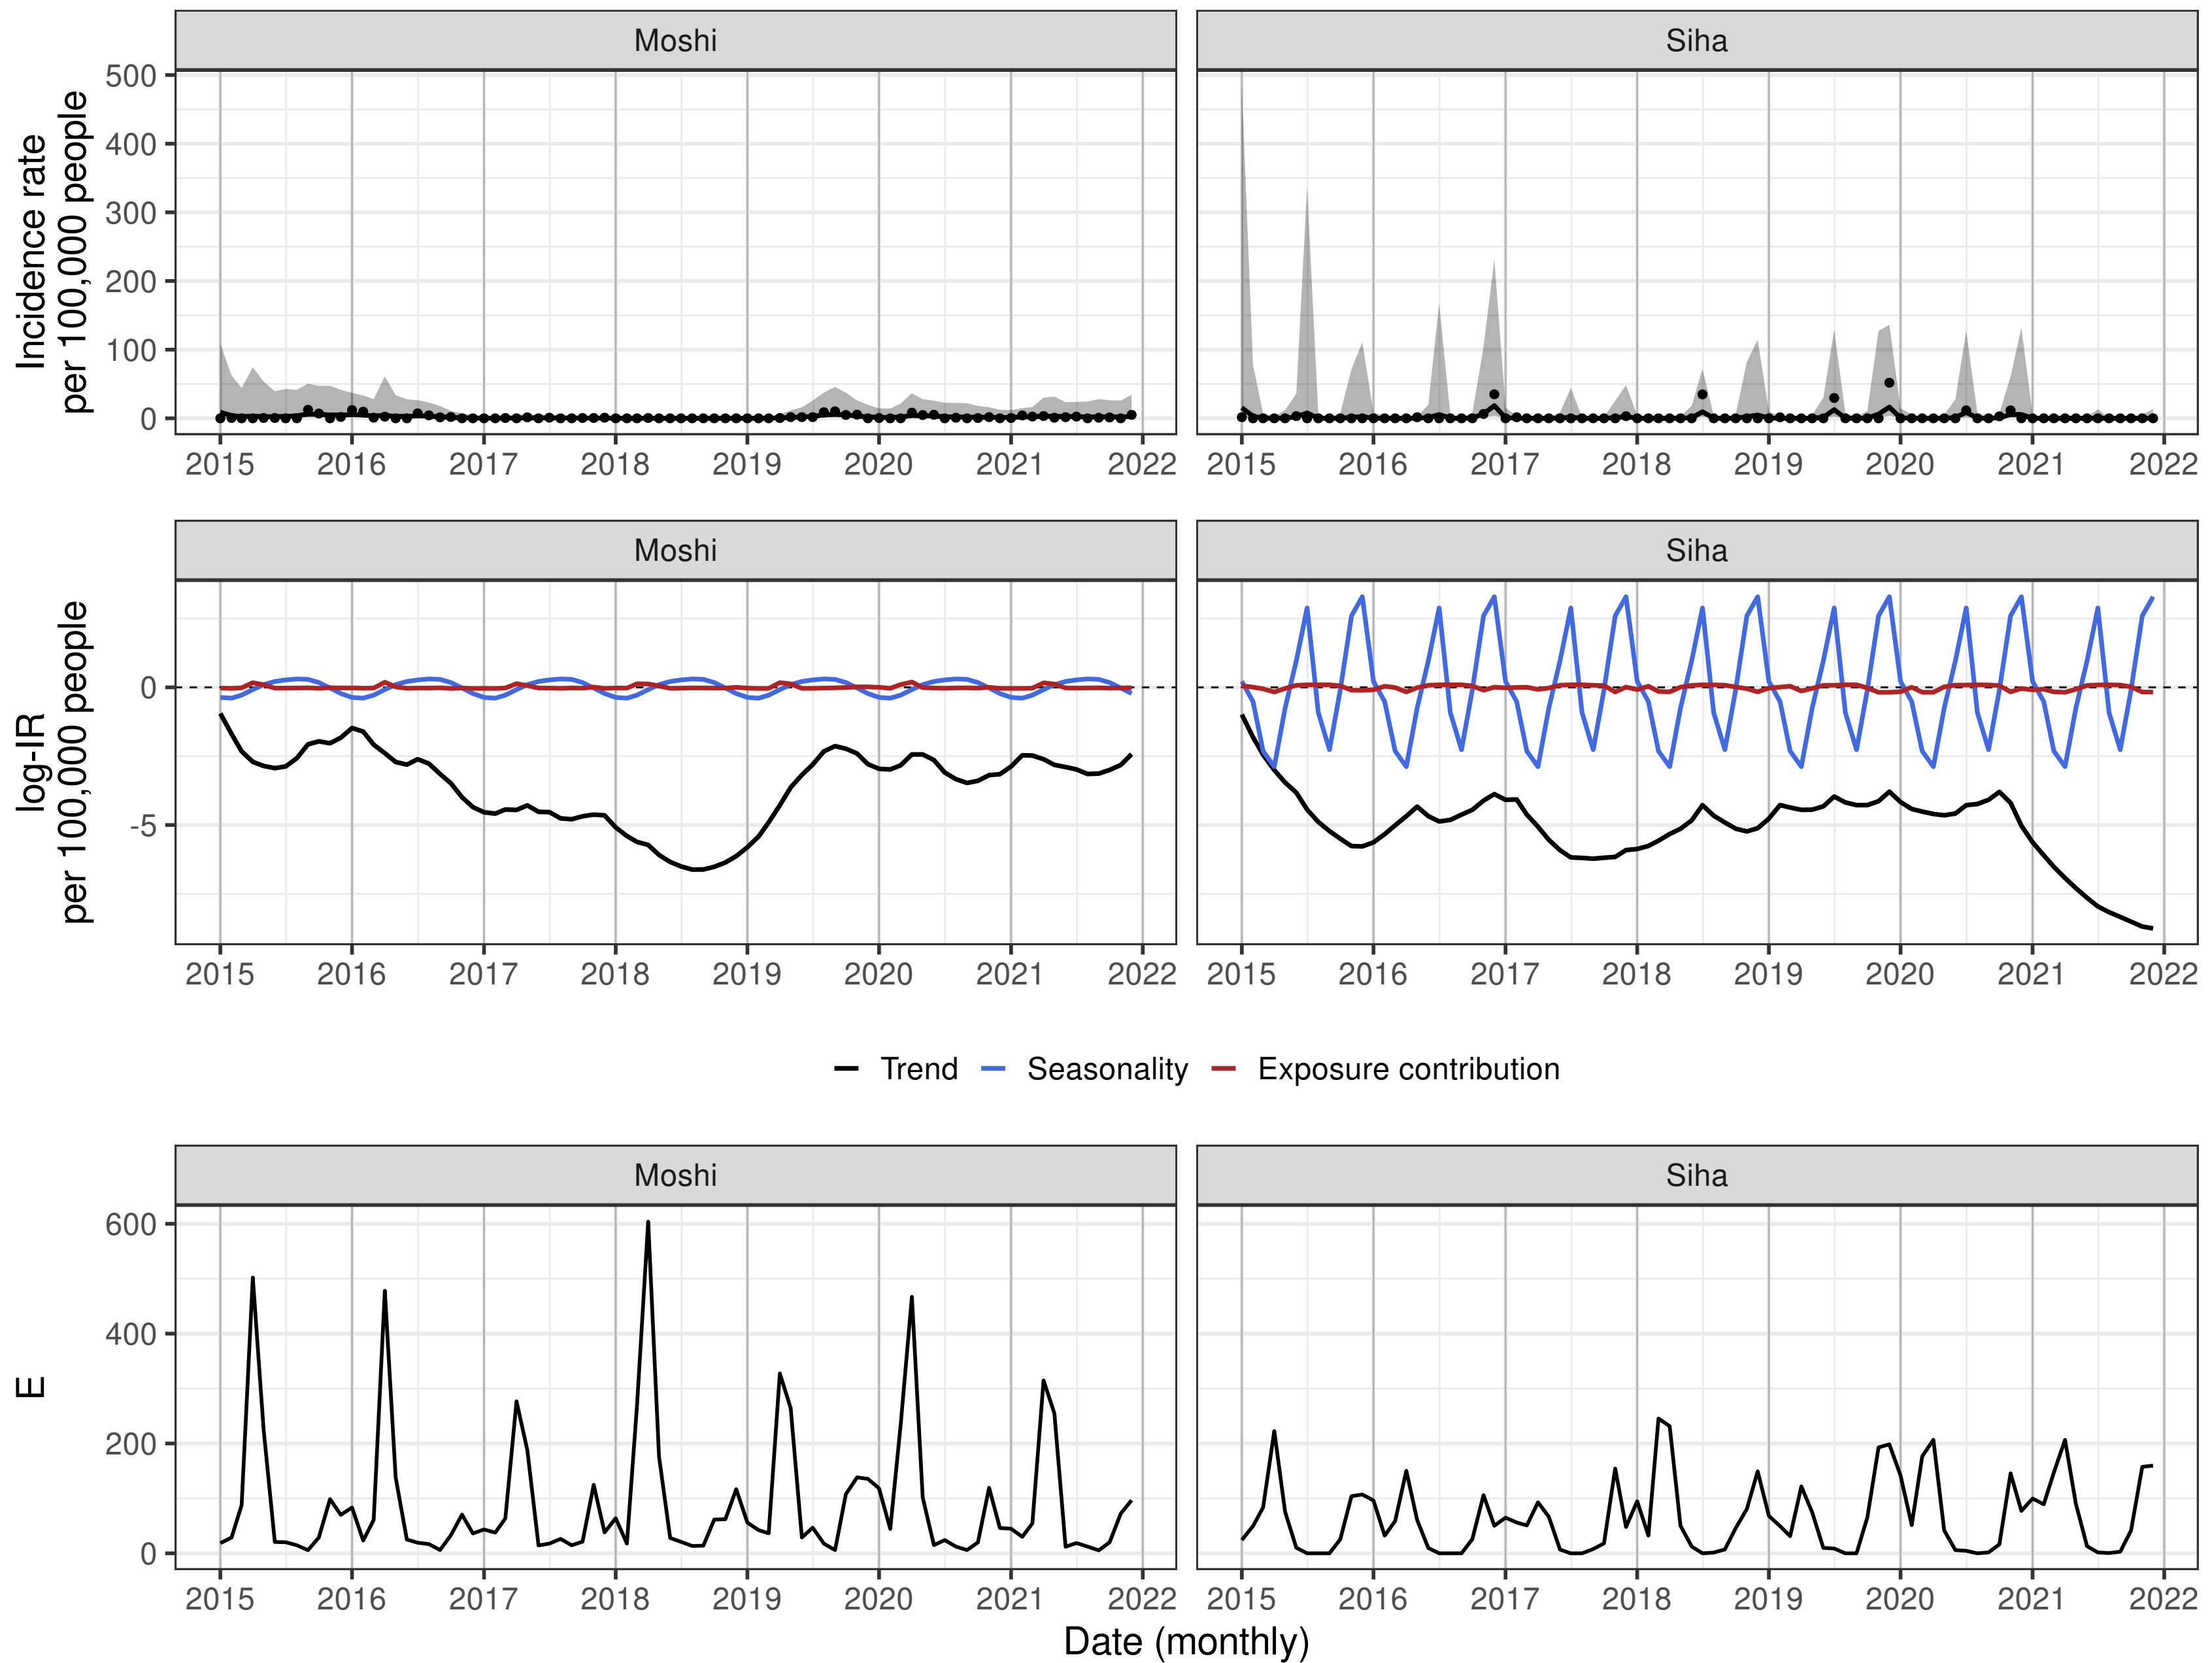 Moshi Siha
Incidence rate
per 100,000 people
500
400
300
200
100
0
2015 2016 2017 2018 2019 2020 2021 2022 2015 2016 2017 2018 2019 2020 2021 2022
Moshi Siha
log-IR
per 100,000 people
0
-5
2015 2016 2017 2018 2019 2020 2021 2022 2015 2016 2017 2018 2019 2020 2021 2022
Trend Seasonality Exposure contribution
Moshi Siha
E
600
400
200
0
2015 2016 2017 2018 2019 2020 2021 2022 2015 2016 2017 2018 2019 2020 2021 2022
Date (monthly)